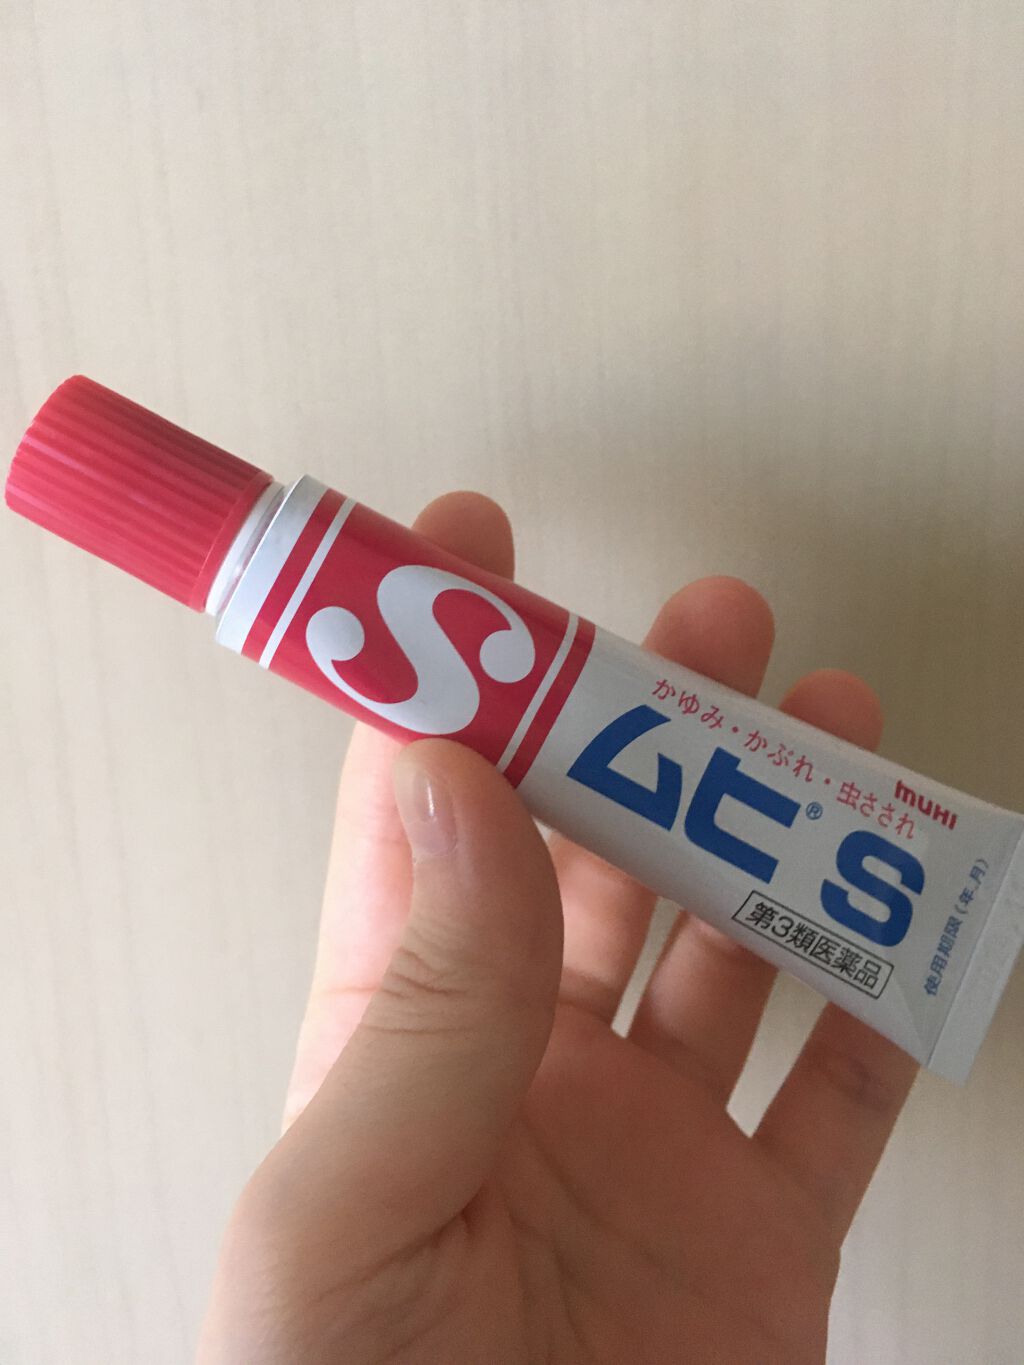 S
かゆみ・かぶれ・虫さされ
MUHI
ムヒ®S
第3類医薬品
使用期限(年.月)